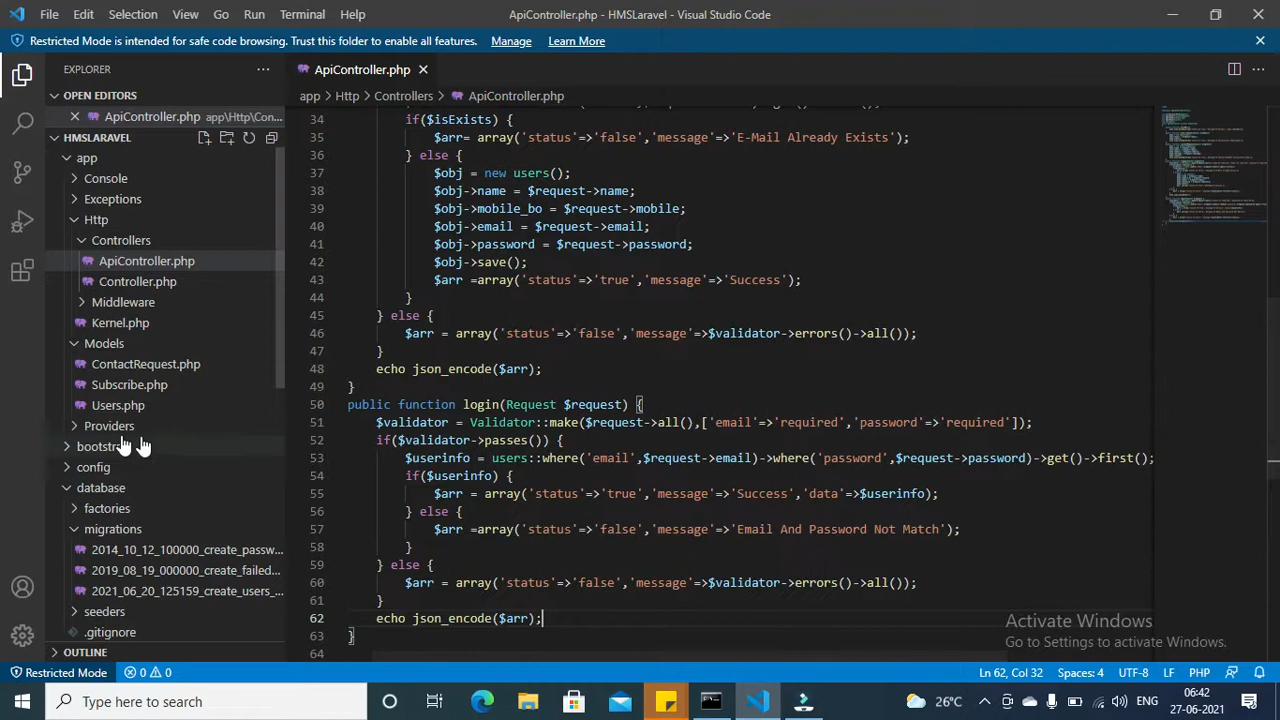 File Edit Selection View Go Run Terminal Help ApiController.php - HMSLaravel - Visual Studio Code
Restricted Mode is intended for safe code browsing. Trust this folder to enable all features. Manage Learn More
EXPLORER
OPEN EDITORS
ApiController.php app\Http\Con...
HMSLARAVEL
app
Console
Exceptions
Http
Controllers
ApiController.php
Controller.php
Middleware
Kernel.php
Models
ContactRequest.php
Subscribe.php
Users.php
Providers
config
database
factories
migrations
2014_10_12_100000_create_passw...
2019_08_19_000000_create_failed...
2021_06_20_125159_create_users_...
seeders
.gitignore
OUTLINE
ApiController.php
app > Http > Controllers > ApiController.php
34 if($isExists) {
35 $arr= array('status'=>'false','message'=>'E-Mail Already Exists');
36 } else {
37 $obj = new users();
38 $obj->name = $request->name;
39 $obj->mobile_no = $request->mobile;
40 $obj->email = $request->email;
41 $obj->password = $request->password;
42 $obj->save();
43 $arr =array('status'=>'true','message'=>'Success');
44 }
45 } else {
46 $arr = array('status'=>'false','message'=>$validator->errors()->all());
47 }
48 echo json_encode($arr);
49 }
50 public function login(Request $request) {
51 $validator = Validator::make($request->all(),['email'=>'required','password'=>'required']);
52 if($validator->passes()) {
53 $userinfo = users::where('email',$request->email)->where('password',$request->password)->get()->first();
54 if($userinfo) {
55 $arr = array('status'=>'true','message'=>'Success','data'=>$userinfo);
56 } else {
57 $arr =array('status'=>'false','message'=>'Email And Password Not Match');
58 }
59 } else {
60 $arr = array('status'=>'false','message'=>$validator->errors()->all());
61 }
62 echo json_encode($arr);
63 }
64
Activate Windows
Go to Settings to activate Windows.
Restricted Mode 0 0 Ln 62, Col 32 Spaces: 4 UTF-8 LF PHP
Type here to search 26°C ENG 06:42
27-06-2021